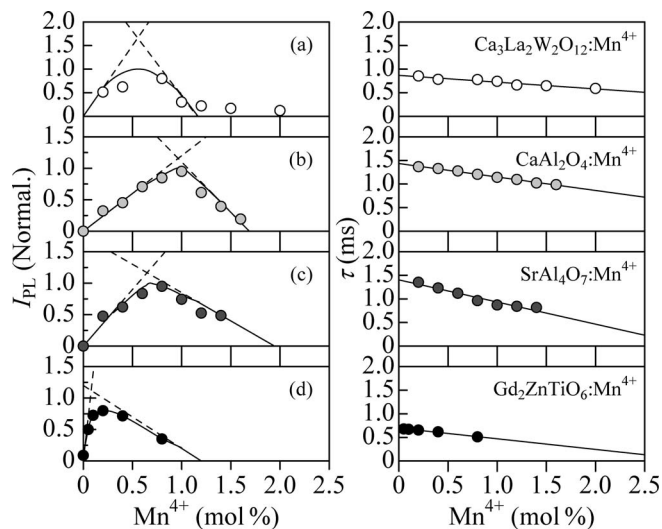 2.0
1.5
1.0
0.5
0
(a)
1.5
1.0
0.5
0
(b)
1.5
1.0
0.5
0
(c)
1.5
1.0
0.5
0
(d)
0 0.5 1.0 1.5 2.0 2.5
Mn⁴⁺ (mol %)
I_PL (Normal.)
2.0
1.5
1.0
0.5
0
Ca₃La₂W₂O₁₂:Mn⁴⁺
2.0
1.5
1.0
0.5
0
CaAl₂O₄:Mn⁴⁺
2.0
1.5
1.0
0.5
0
SrAl₄O₇:Mn⁴⁺
1.5
1.0
0.5
0
Gd₂ZnTiO₆:Mn⁴⁺
0 0.5 1.0 1.5 2.0 2.5
Mn⁴⁺ (mol %)
τ (ms)